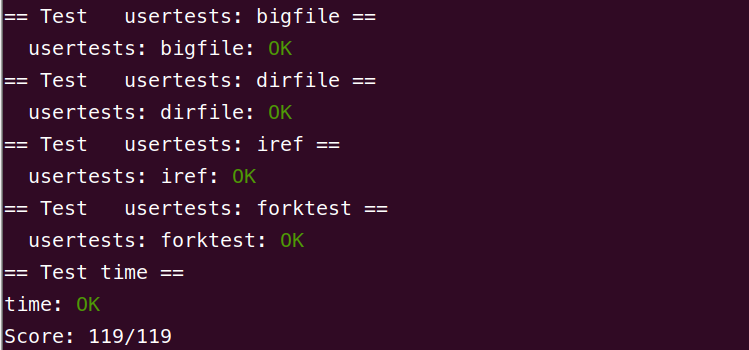 == Test   usertests: bigfile ==
  usertests: bigfile: OK
== Test   usertests: dirfile ==
  usertests: dirfile: OK
== Test   usertests: iref ==
  usertests: iref: OK
== Test   usertests: forktest ==
  usertests: forktest: OK
== Test time ==
time: OK
Score: 119/119